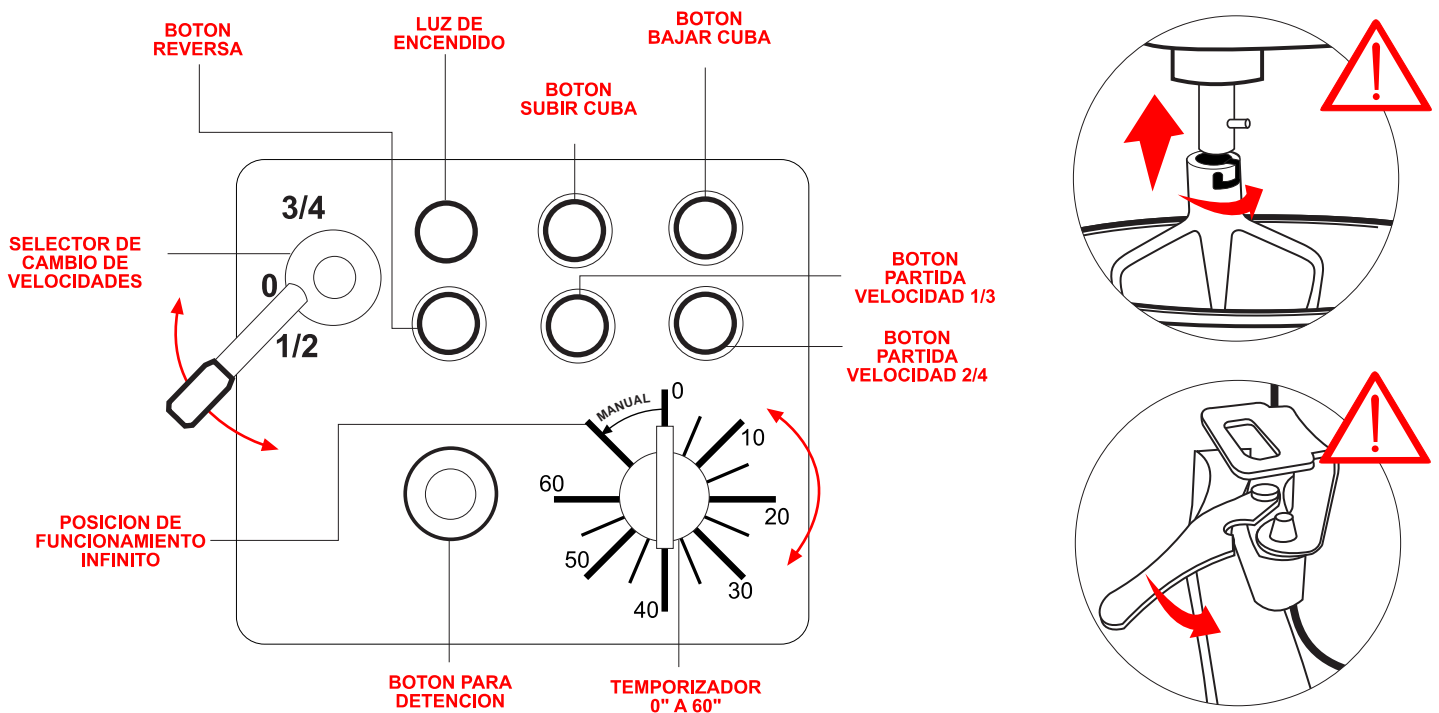 BOTON
REVERSA
LUZ DE
ENCENDIDO
BOTON
SUBIR CUBA
BOTON
BAJAR CUBA
SELECTOR DE
CAMBIO DE
VELOCIDADES
3/4
0
1/2
BOTON
PARTIDA
VELOCIDAD 1/3
BOTON
PARTIDA
VELOCIDAD 2/4
POSICION DE
FUNCIONAMIENTO
INFINITO
MANUAL
0
10
20
30
40
50
60
BOTON PARA
DETENCION
TEMPORIZADOR
0" A 60"
!
!